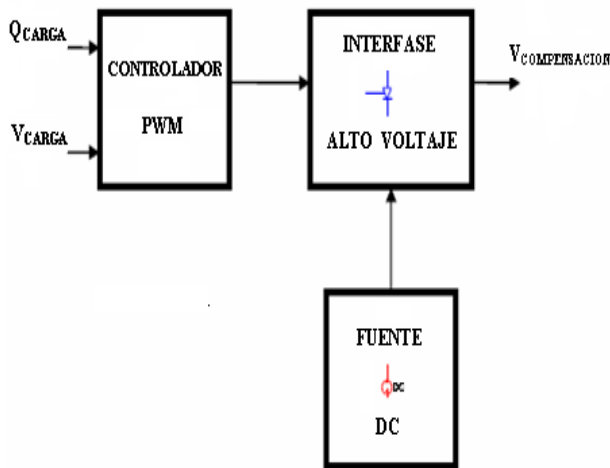 QCARGA
VCARGA
CONTROLADOR
PWM
INTERFASE
ALTO VOLTAJE
VCOMPENSACION
FUENTE
DC
DC